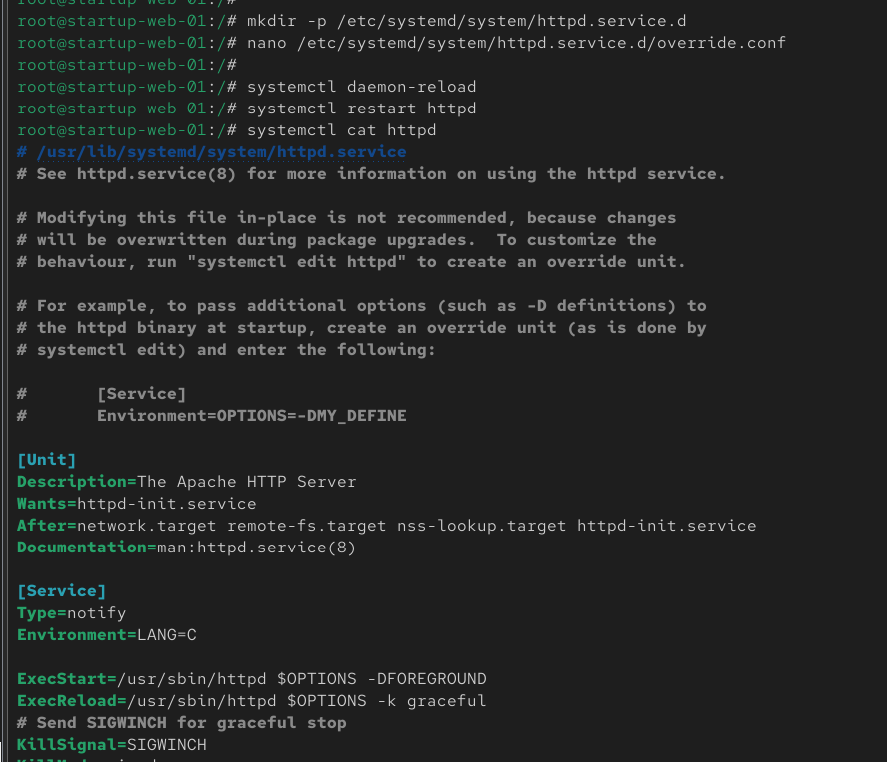 root@startup-web-01:/#
root@startup-web-01:/# mkdir -p /etc/systemd/system/httpd.service.d
root@startup-web-01:/# nano /etc/systemd/system/httpd.service.d/override.conf
root@startup-web-01:/#
root@startup-web-01:/# systemctl daemon-reload
root@startup-web-01:/# systemctl restart httpd
root@startup-web-01:/# systemctl cat httpd
# /usr/lib/systemd/system/httpd.service
# See httpd.service(8) for more information on using the httpd service.

# Modifying this file in-place is not recommended, because changes
# will be overwritten during package upgrades.  To customize the
# behaviour, run "systemctl edit httpd" to create an override unit.

# For example, to pass additional options (such as -D definitions) to
# the httpd binary at startup, create an override unit (as is done by
# systemctl edit) and enter the following:

#       [Service]
#       Environment=OPTIONS=-DMY_DEFINE

[Unit]
Description=The Apache HTTP Server
Wants=httpd-init.service
After=network.target remote-fs.target nss-lookup.target httpd-init.service
Documentation=man:httpd.service(8)

[Service]
Type=notify
Environment=LANG=C

ExecStart=/usr/sbin/httpd $OPTIONS -DFOREGROUND
ExecReload=/usr/sbin/httpd $OPTIONS -k graceful
# Send SIGWINCH for graceful stop
KillSignal=SIGWINCH